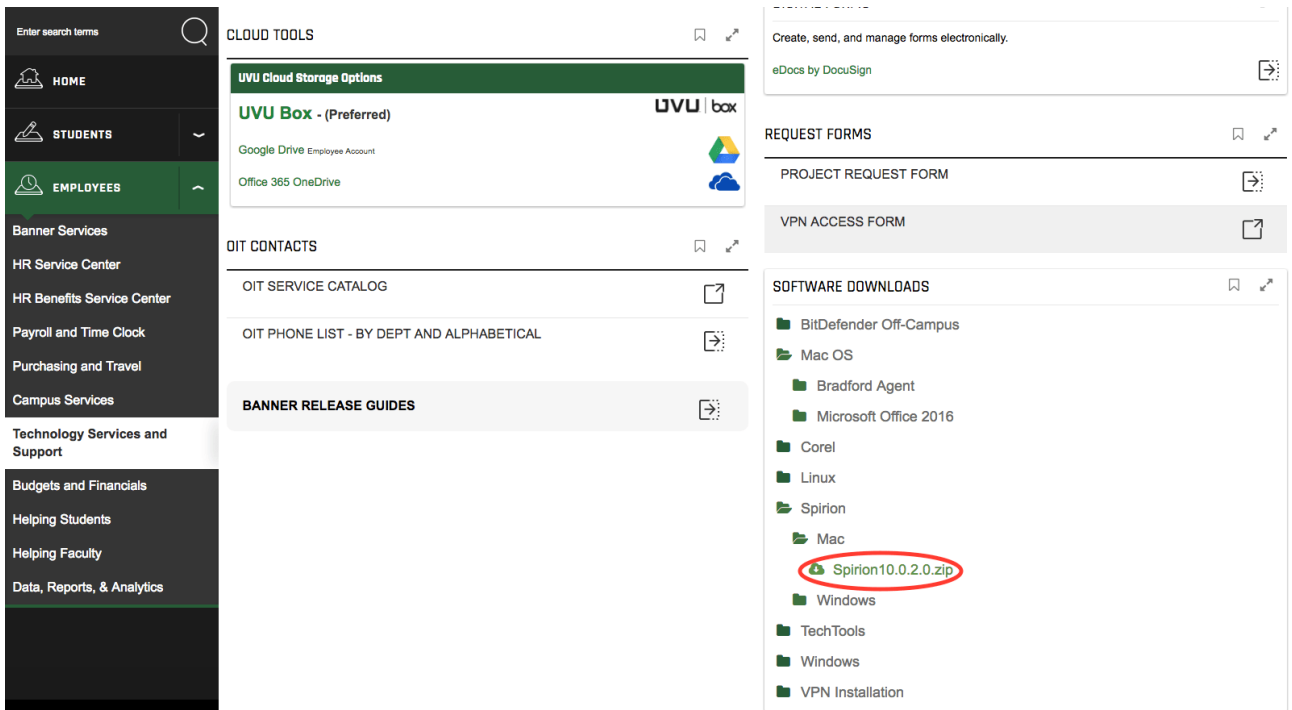 Enter search terms
HOME
STUDENTS
EMPLOYEES
Banner Services
HR Service Center
HR Benefits Service Center
Payroll and Time Clock
Purchasing and Travel
Campus Services
Technology Services and
Support
Budgets and Financials
Helping Students
Helping Faculty
Data, Reports, & Analytics
CLOUD TOOLS
UVU Cloud Storage Options
UVU Box - (Preferred)
UVU box
Google Drive Employee Account
Office 365 OneDrive
OIT CONTACTS
OIT SERVICE CATALOG
OIT PHONE LIST - BY DEPT AND ALPHABETICAL
BANNER RELEASE GUIDES
Create, send, and manage forms electronically.
eDocs by DocuSign
REQUEST FORMS
PROJECT REQUEST FORM
VPN ACCESS FORM
SOFTWARE DOWNLOADS
BitDefender Off-Campus
Mac OS
Bradford Agent
Microsoft Office 2016
Corel
Linux
Spirion
Mac
Spirion10.0.2.0.zip
Windows
TechTools
Windows
VPN Installation